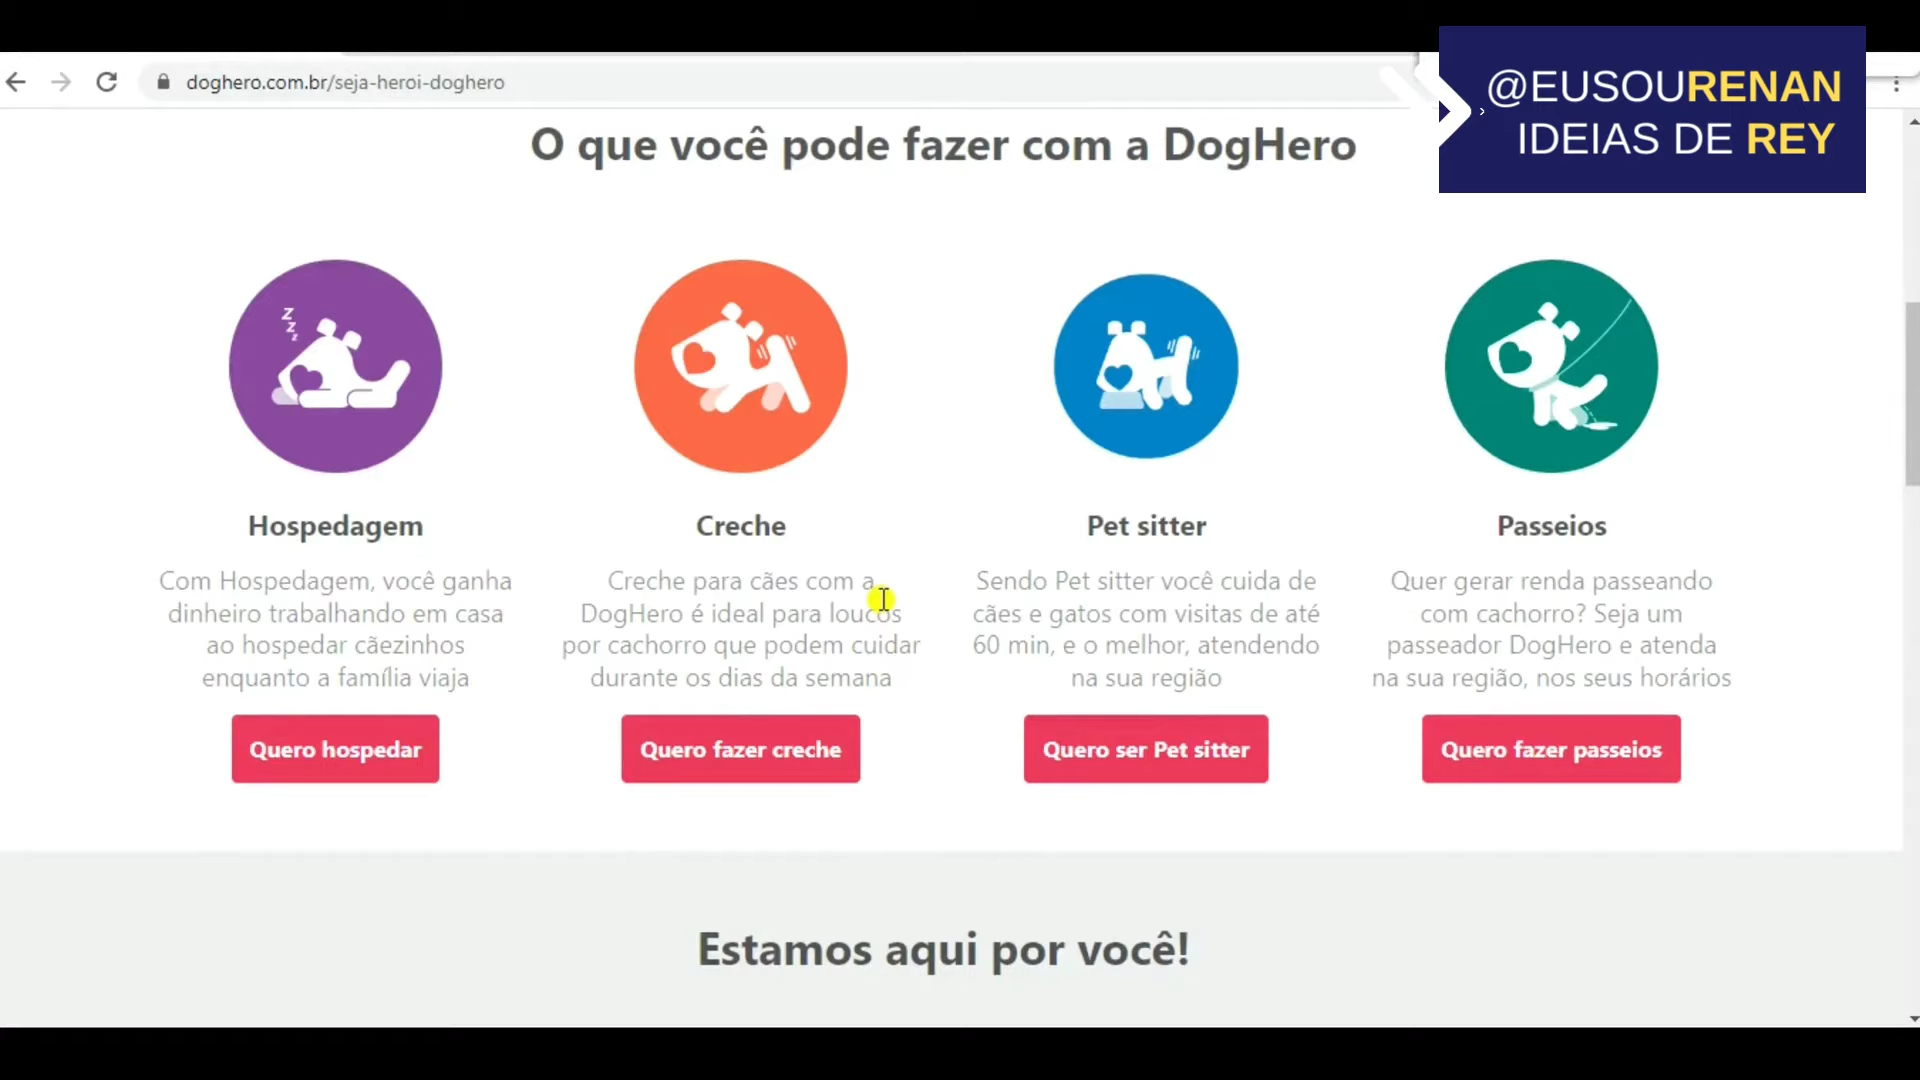 doghero.com.br/seja-heroi-doghero
@EUSOURENAN
IDEIAS DE REY
O que você pode fazer com a DogHero
z
z
z
Hospedagem
Com Hospedagem, você ganha
dinheiro trabalhando em casa
ao hospedar cãezinhos
enquanto a família viaja
Quero hospedar
Creche
Creche para cães com a
DogHero é ideal para loucos
por cachorro que podem cuidar
durante os dias da semana
Quero fazer creche
Pet sitter
Sendo Pet sitter você cuida de
cães e gatos com visitas de até
60 min, e o melhor, atendendo
na sua região
Quero ser Pet sitter
Passeios
Quer gerar renda passeando
com cachorro? Seja um
passeador DogHero e atenda
na sua região, nos seus horários
Quero fazer passeios
Estamos aqui por você!